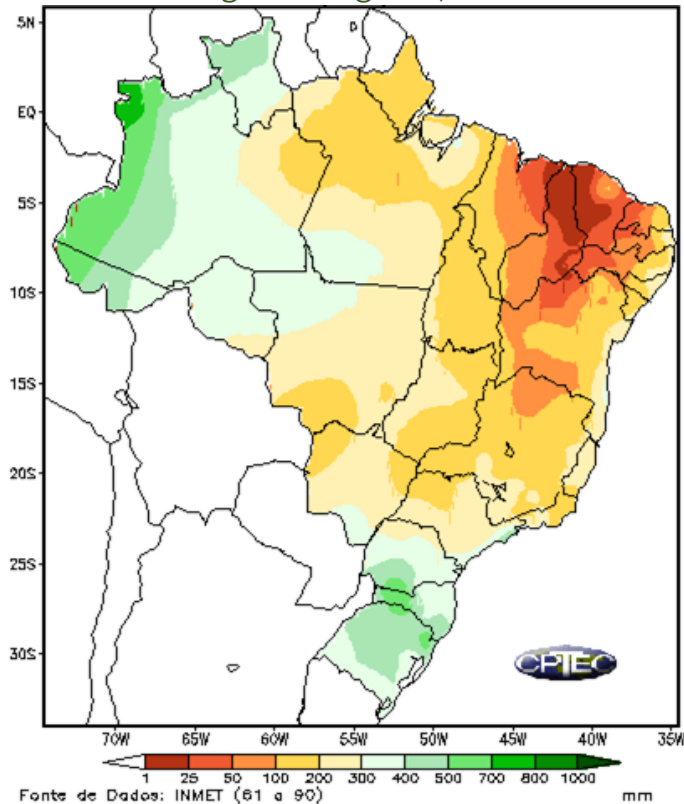 5N
EQ
5S
10S
15S
20S
25S
30S
CPTEC
70W 65W 60W 55W 50W 45W 40W 35W
1 25 50 100 200 300 400 500 700 800 1000
Fonte de Dados: INMET (61 a 90) mm